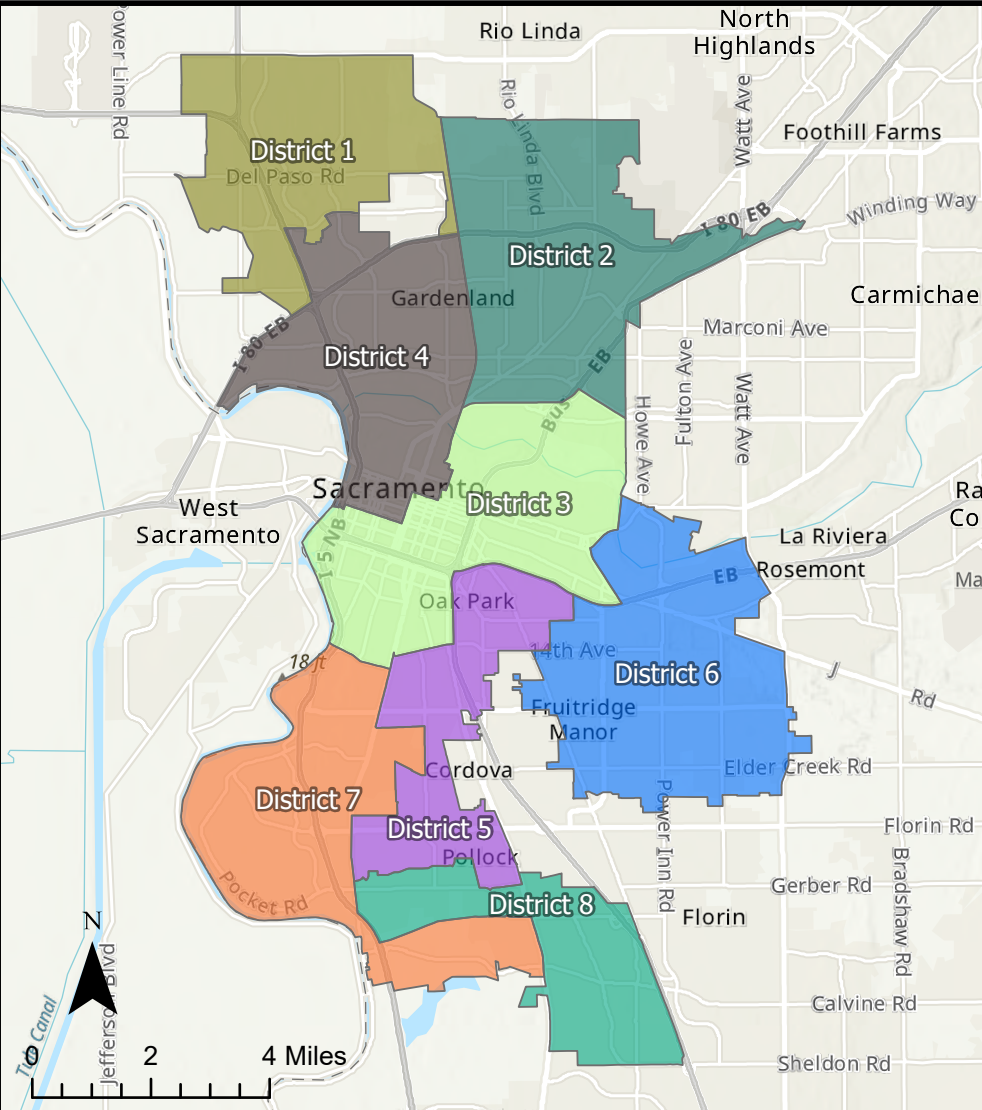 North
Highlands
Rio Linda
Power Line Rd
Rio Linda Blvd
Watt Ave
Foothill Farms
District 1
Del Paso Rd
I 80 EB
Winding Way
District 2
Carmichae
Gardenland
Marconi Ave
I 80 EB
District 4
EB
Fulton Ave
Watt Ave
Howe Ave
Bus
Sacramento
District 3
Ra
Co
West
Sacramento
I 5 NB
La Riviera
EB
Rosemont
Ma
Oak Park
14th Ave
18 ft
District 6
J
Rd
Fruitridge
Manor
Cordova
Elder Creek Rd
District 7
Power Inn Rd
District 5
Florin Rd
Pollock
Bradshaw Rd
Gerber Rd
Pocket Rd
District 8
Florin
N
Jefferson Blvd
Calvine Rd
Tule Canal
0
2
4 Miles
Sheldon Rd